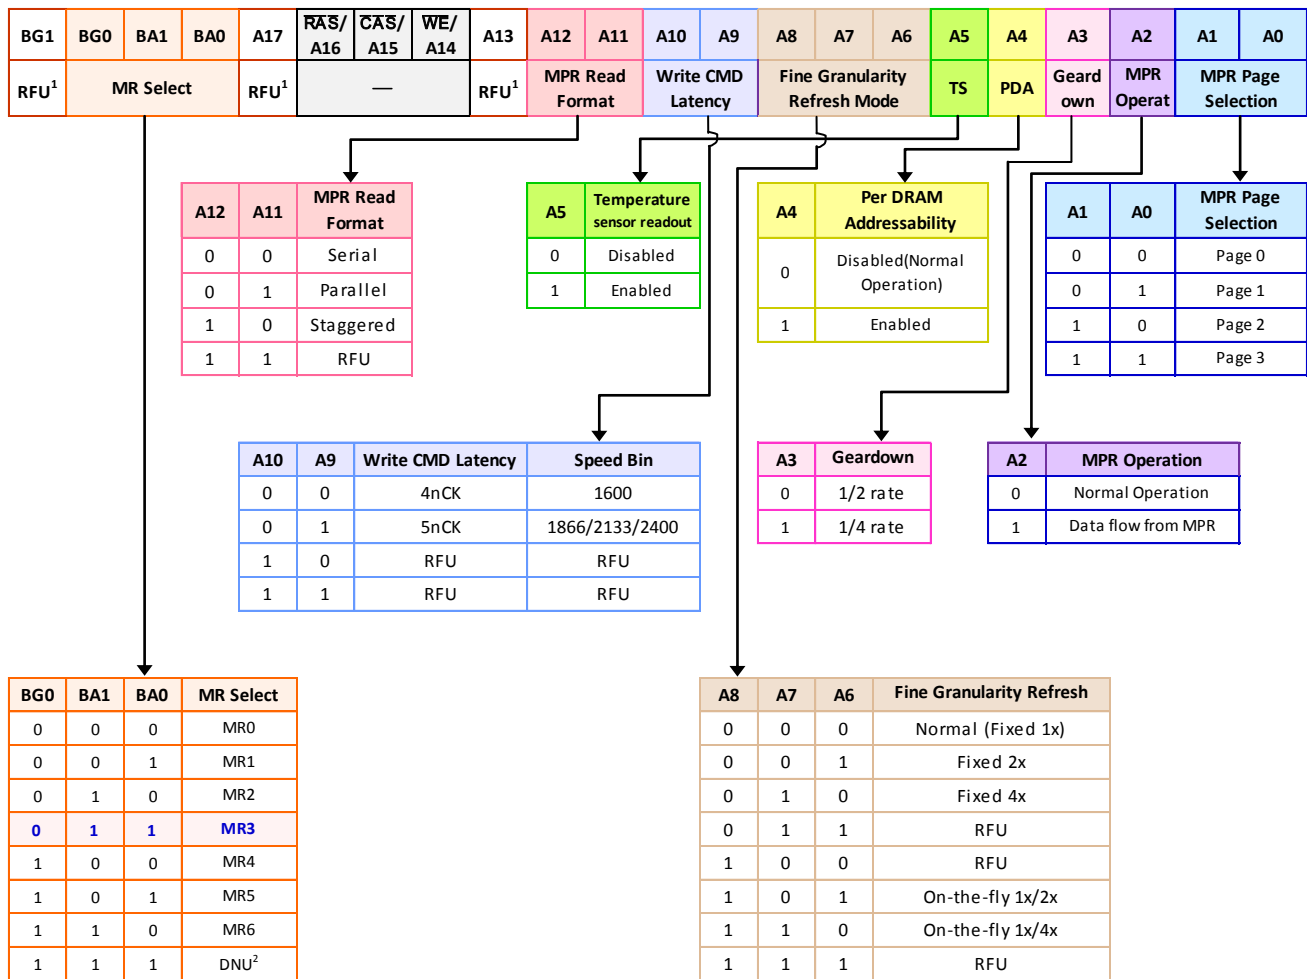 BG1 BG0 BA1 BA0 A17 RAS/ A16 CAS/ A15 WE/ A14 A13 A12 A11 A10 A9 A8 A7 A6 A5 A4 A3 A2 A1 A0
RFU1 MR Select RFU1 — RFU1 MPR Read Format Write CMD Latency Fine Granularity Refresh Mode TS PDA Geard own MPR Operat MPR Page Selection
A12 A11 MPR Read Format
0 0 Serial
0 1 Parallel
1 0 Staggered
1 1 RFU
A5 Temperature sensor readout
0 Disabled
1 Enabled
A4 Per DRAM Addressability
0 Disabled(Normal Operation)
1 Enabled
A1 A0 MPR Page Selection
0 0 Page 0
0 1 Page 1
1 0 Page 2
1 1 Page 3
A10 A9 Write CMD Latency Speed Bin
0 0 4nCK 1600
0 1 5nCK 1866/2133/2400
1 0 RFU RFU
1 1 RFU RFU
A3 Geardown
0 1/2 rate
1 1/4 rate
A2 MPR Operation
0 Normal Operation
1 Data flow from MPR
BG0 BA1 BA0 MR Select
0 0 0 MR0
0 0 1 MR1
0 1 0 MR2
0 1 1 MR3
1 0 0 MR4
1 0 1 MR5
1 1 0 MR6
1 1 1 DNU2
A8 A7 A6 Fine Granularity Refresh
0 0 0 Normal (Fixed 1x)
0 0 1 Fixed 2x
0 1 0 Fixed 4x
0 1 1 RFU
1 0 0 RFU
1 0 1 On-the-fly 1x/2x
1 1 0 On-the-fly 1x/4x
1 1 1 RFU